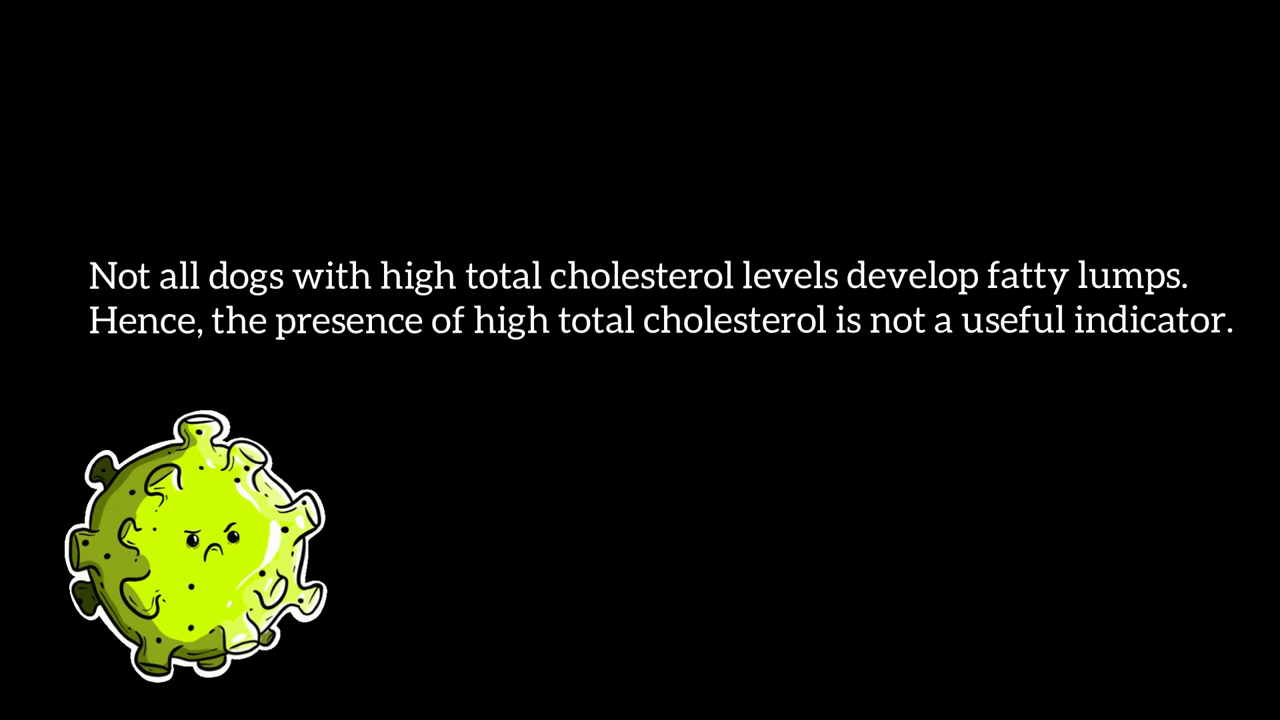 Not all dogs with high total cholesterol levels develop fatty lumps.
Hence, the presence of high total cholesterol is not a useful indicator.